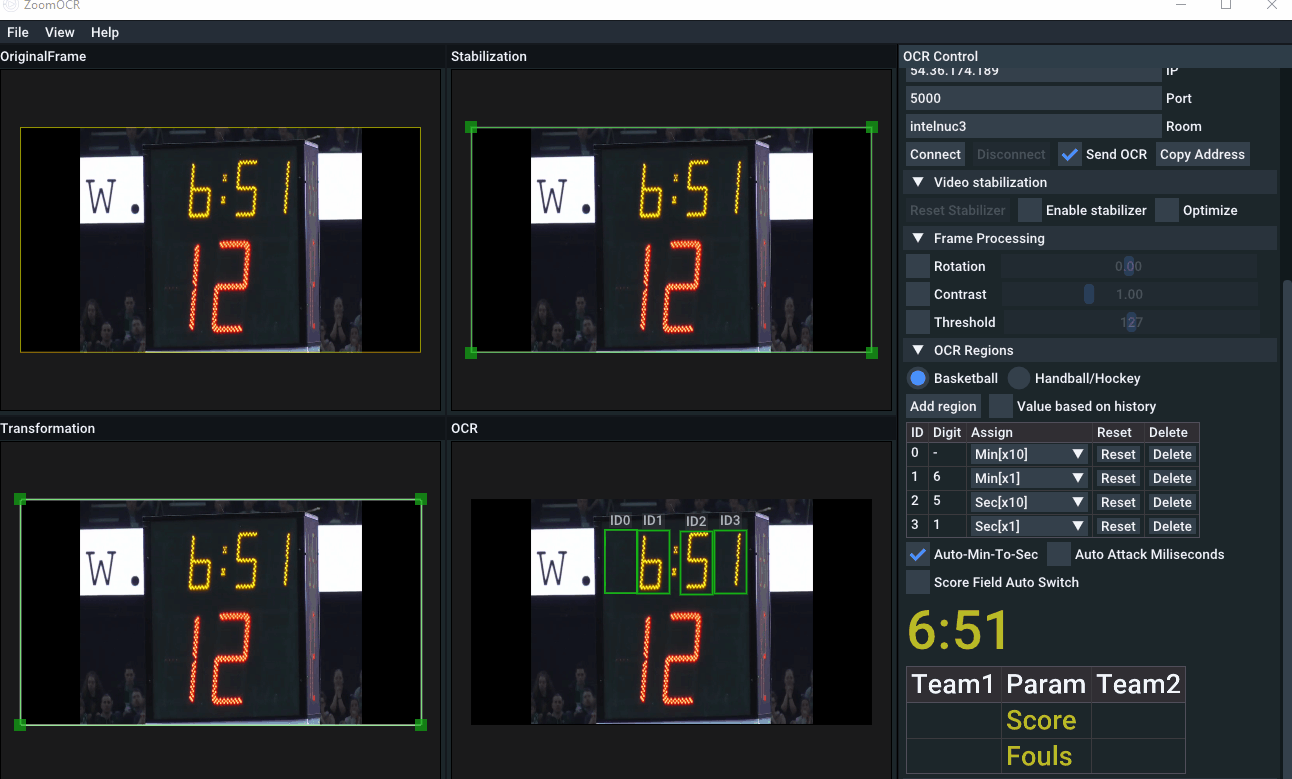 ZoomOCR
File View Help
OriginalFrame
W.
6:51
12
Stabilization
W.
6:51
12
Transformation
W.
6:51
12
OCR
ID0 ID1 ID2 ID3
W.
6:51
12
OCR Control
54.36.174.189 IP
5000 Port
intelnuc3 Room
Connect Disconnect Send OCR Copy Address
Video stabilization
Reset Stabilizer Enable stabilizer Optimize
Frame Processing
Rotation 0.00
Contrast 1.00
Threshold 127
OCR Regions
Basketball Handball/Hockey
Add region Value based on history
ID Digit Assign Reset Delete
0 - Min[x10] Reset Delete
1 6 Min[x1] Reset Delete
2 5 Sec[x10] Reset Delete
3 1 Sec[x1] Reset Delete
Auto-Min-To-Sec Auto Attack Miliseconds
Score Field Auto Switch
6:51
Team1 Param Team2
Score
Fouls